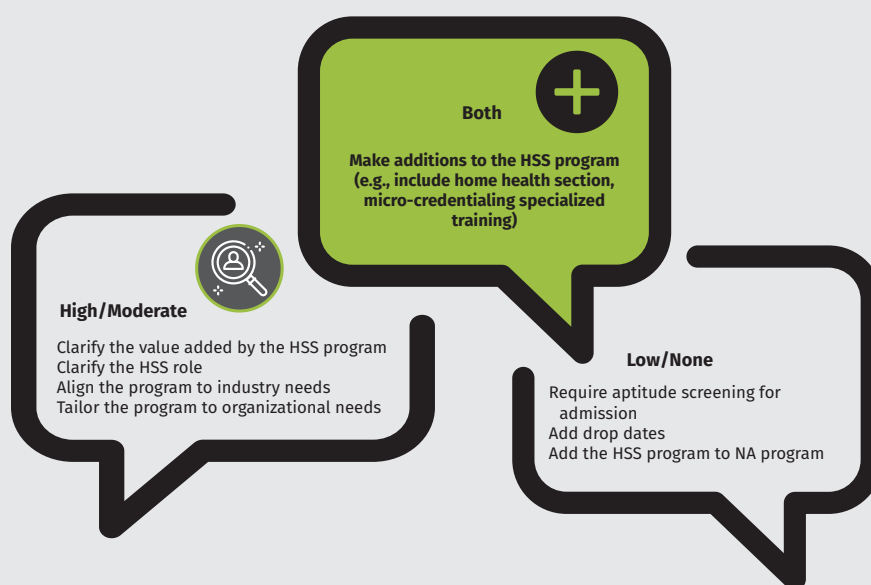 Both
Make additions to the HSS program
(e.g., include home health section,
micro-credentialing specialized
training)
High/Moderate
Clarify the value added by the HSS program
Clarify the HSS role
Align the program to industry needs
Tailor the program to organizational needs
Low/None
Require aptitude screening for
admission
Add drop dates
Add the HSS program to NA program